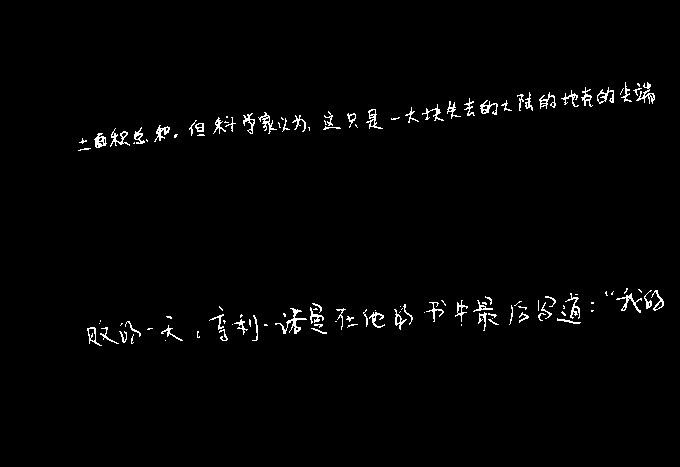 土面积总和。但科学家以为,这只是一大块失去的大陆的地壳的尖端
败的一天,亨利·诺曼在他的书中最后写道:“我的